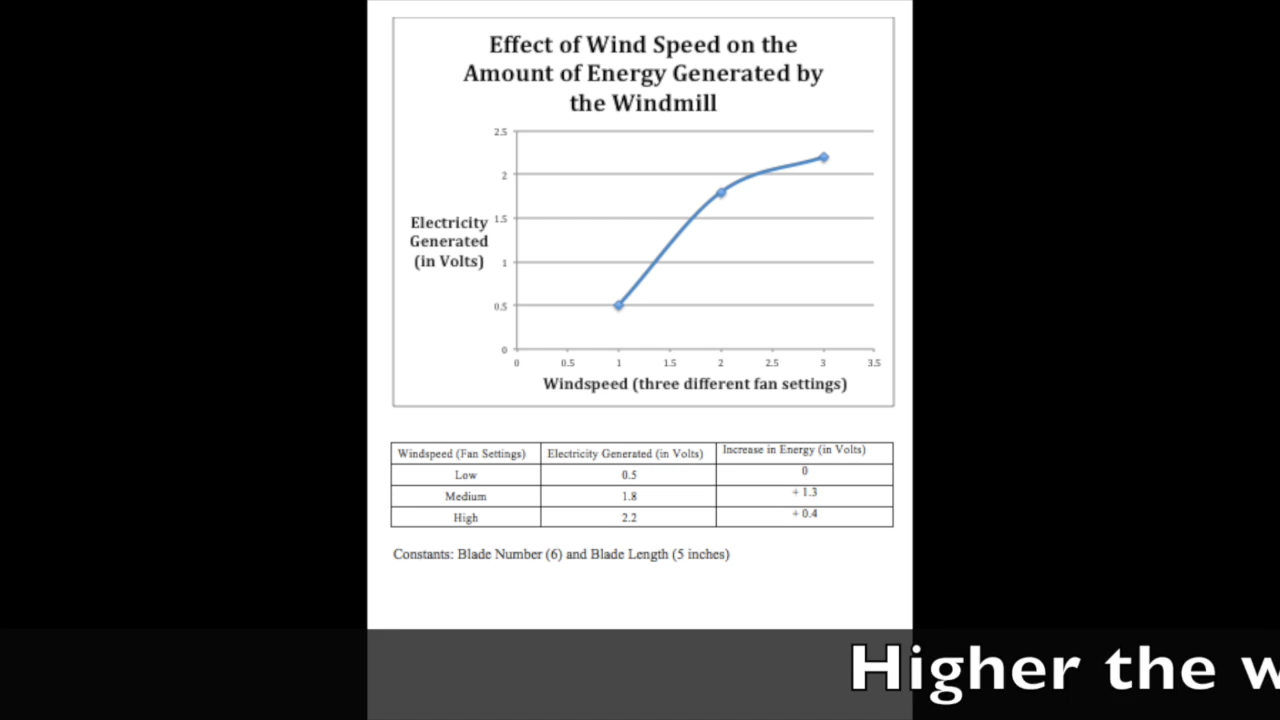 Effect of Wind Speed on the
Amount of Energy Generated by
the Windmill
2.5
2
1.5
1
0.5
0
Electricity
Generated
(in Volts)
0 0.5 1 1.5 2 2.5 3 3.5
Windspeed (three different fan settings)
Windspeed (Fan Settings) Electricity Generated (in Volts) Increase in Energy (in Volts)
Low 0.5 0
Medium 1.8 + 1.3
High 2.2 + 0.4
Constants: Blade Number (6) and Blade Length (5 inches)
Higher the w